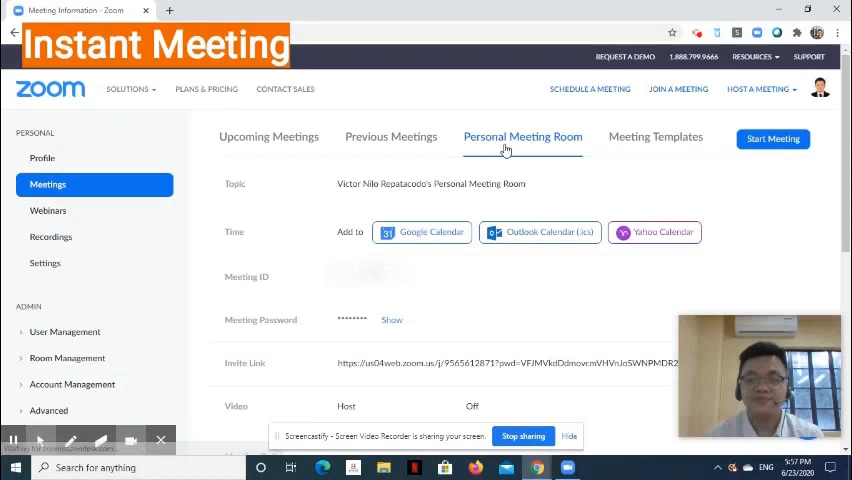 Meeting Information - Zoom
Instant Meeting
REQUEST A DEMO 1.888.799.9666 RESOURCES SUPPORT
zoom SOLUTIONS PLANS & PRICING CONTACT SALES SCHEDULE A MEETING JOIN A MEETING HOST A MEETING
PERSONAL
Profile
Meetings
Webinars
Recordings
Settings
ADMIN
User Management
Room Management
Account Management
Advanced
Upcoming Meetings Previous Meetings Personal Meeting Room Meeting Templates Start Meeting
Topic Victor Nilo Repatacodo's Personal Meeting Room
Time Add to 31 Google Calendar Outlook Calendar (.ics) Yahoo Calendar
Meeting ID
Meeting Password ******** Show
Invite Link
Video Host Off
Screencastify - Screen Video Recorder is sharing your screen. Stop sharing Hide
Type here: Search for anything
ENG
5:57 PM
6/23/2020